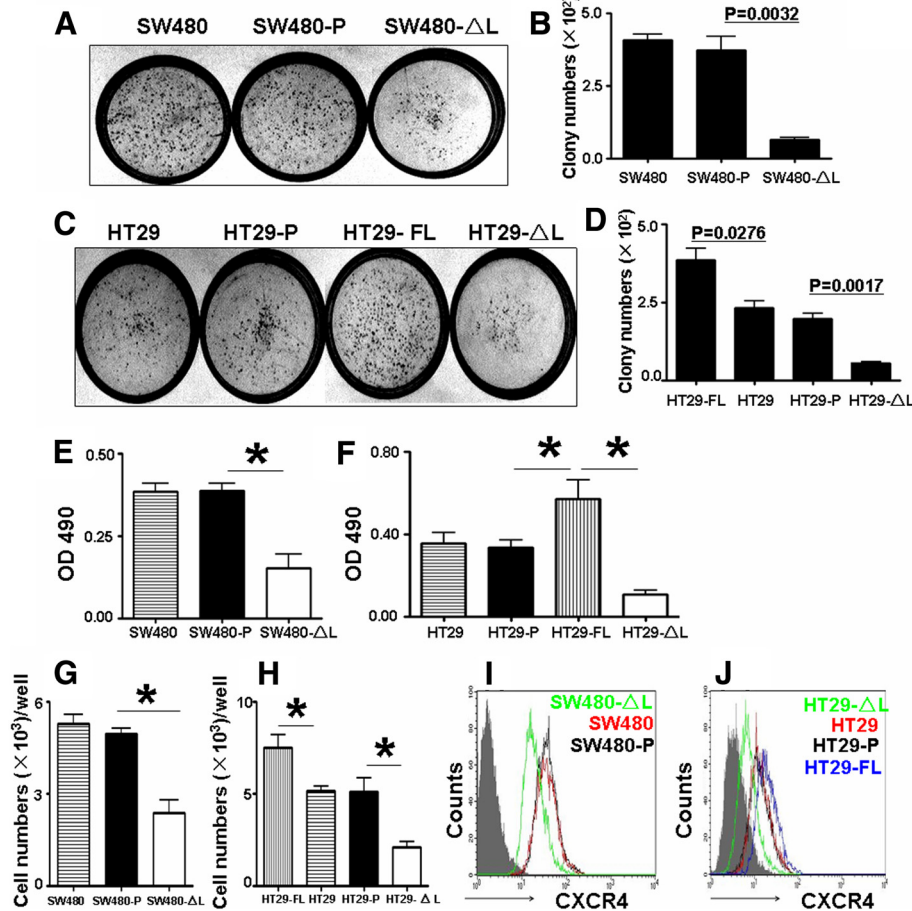 A
SW480 SW480-P SW480-△L
B
P=0.0032
Clony numbers (×10²
5.0
2.5
0.0
SW480 SW480-P SW480-△L
C
HT29 HT29-P HT29- FL HT29-△L
D
P=0.0276
P=0.0017
Clony numbers (×10²)
5.0
2.5
0.0
HT29-FL HT29 HT29-P HT29-△L
E
OD 490
0.50
0.25
0.00
*
SW480 SW480-P SW480-△L
F
OD 490
0.80
0.40
0.00
* *
HT29 HT29-P HT29-FL HT29-△L
G
Cell numbers (×10³)/well
6
3
0
*
SW480 SW480-P SW480-△L
H
Cell numbers (×10³)/well
10
5
0
*
*
HT29-FL HT29 HT29-P HT29- △L
I
SW480-△L
SW480
SW480-P
Counts
CXCR4
J
HT29-△L
HT29
HT29-P
HT29-FL
Counts
CXCR4